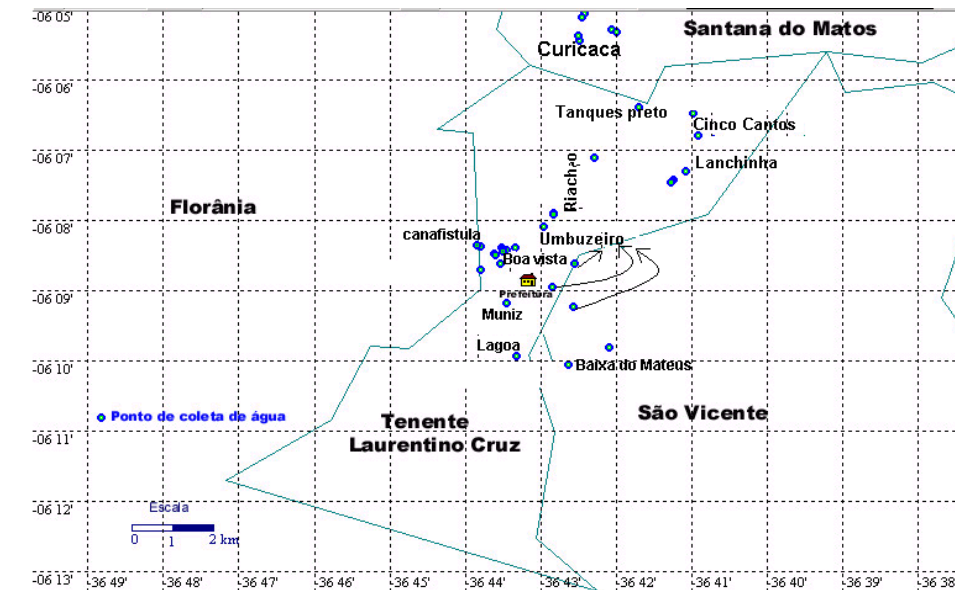 -06 05'
Santana do Matos
Curicaca
-06 06'
Tanques preto
Cinco Cantos
-06 07'
Lanchinha
Riachao
Florânia
-06 08'
canafistula
Umbuzeiro
Boa vista
-06 09'
Prefeitura
Muniz
Lagoa
-06 10'
Baixa do Mateus
Ponto de coleta de água
Tenente
Laurentino Cruz
São Vicente
-06 11'
-06 12'
Escala
0 1 2 km
-06 13'
-36 49' -36 48' -36 47' -36 46' -36 45' -36 44' -36 43' -36 42' -36 41' -36 40' -36 39' -36 38